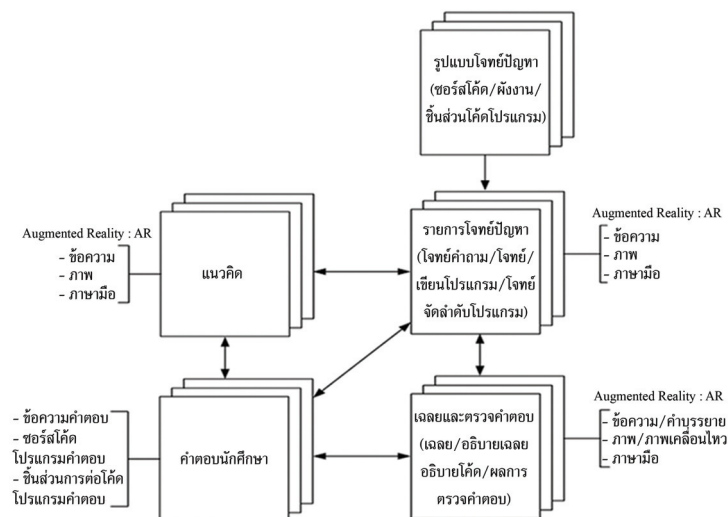 รูปแบบโจทย์ปัญหา
(ซอร์สโค้ด/ผังงาน/
ชิ้นส่วนโค้ดโปรแกรม)
Augmented Reality : AR
- ข้อความ
- ภาพ
- ภาษามือ
แนวคิด
รายการโจทย์ปัญหา
(โจทย์คำถาม/โจทย์/
เขียนโปรแกรม/โจทย์
จัดลำดับโปรแกรม)
Augmented Reality : AR
- ข้อความ
- ภาพ
- ภาษามือ
- ข้อความคำตอบ
- ซอร์สโค้ด
โปรแกรมคำตอบ
- ชิ้นส่วนการต่อโค้ด
โปรแกรมคำตอบ
คำตอบนักศึกษา
เฉลยและตรวจคำตอบ
(เฉลย/อธิบายเฉลย
อธิบายโค้ด/ผลการ
ตรวจคำตอบ)
Augmented Reality : AR
- ข้อความ/คำบรรยาย
- ภาพ/ภาพเคลื่อนไหว
- ภาษามือ